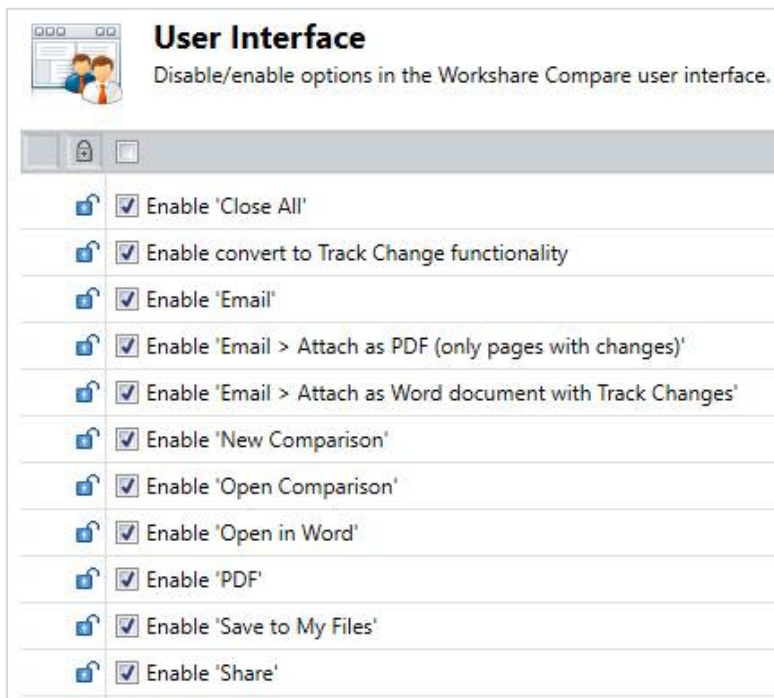 User Interface
Disable/enable options in the Workshare Compare user interface.
Enable 'Close All'
Enable convert to Track Change functionality
Enable 'Email'
Enable 'Email > Attach as PDF (only pages with changes)'
Enable 'Email > Attach as Word document with Track Changes'
Enable 'New Comparison'
Enable 'Open Comparison'
Enable 'Open in Word'
Enable 'PDF'
Enable 'Save to My Files'
Enable 'Share'